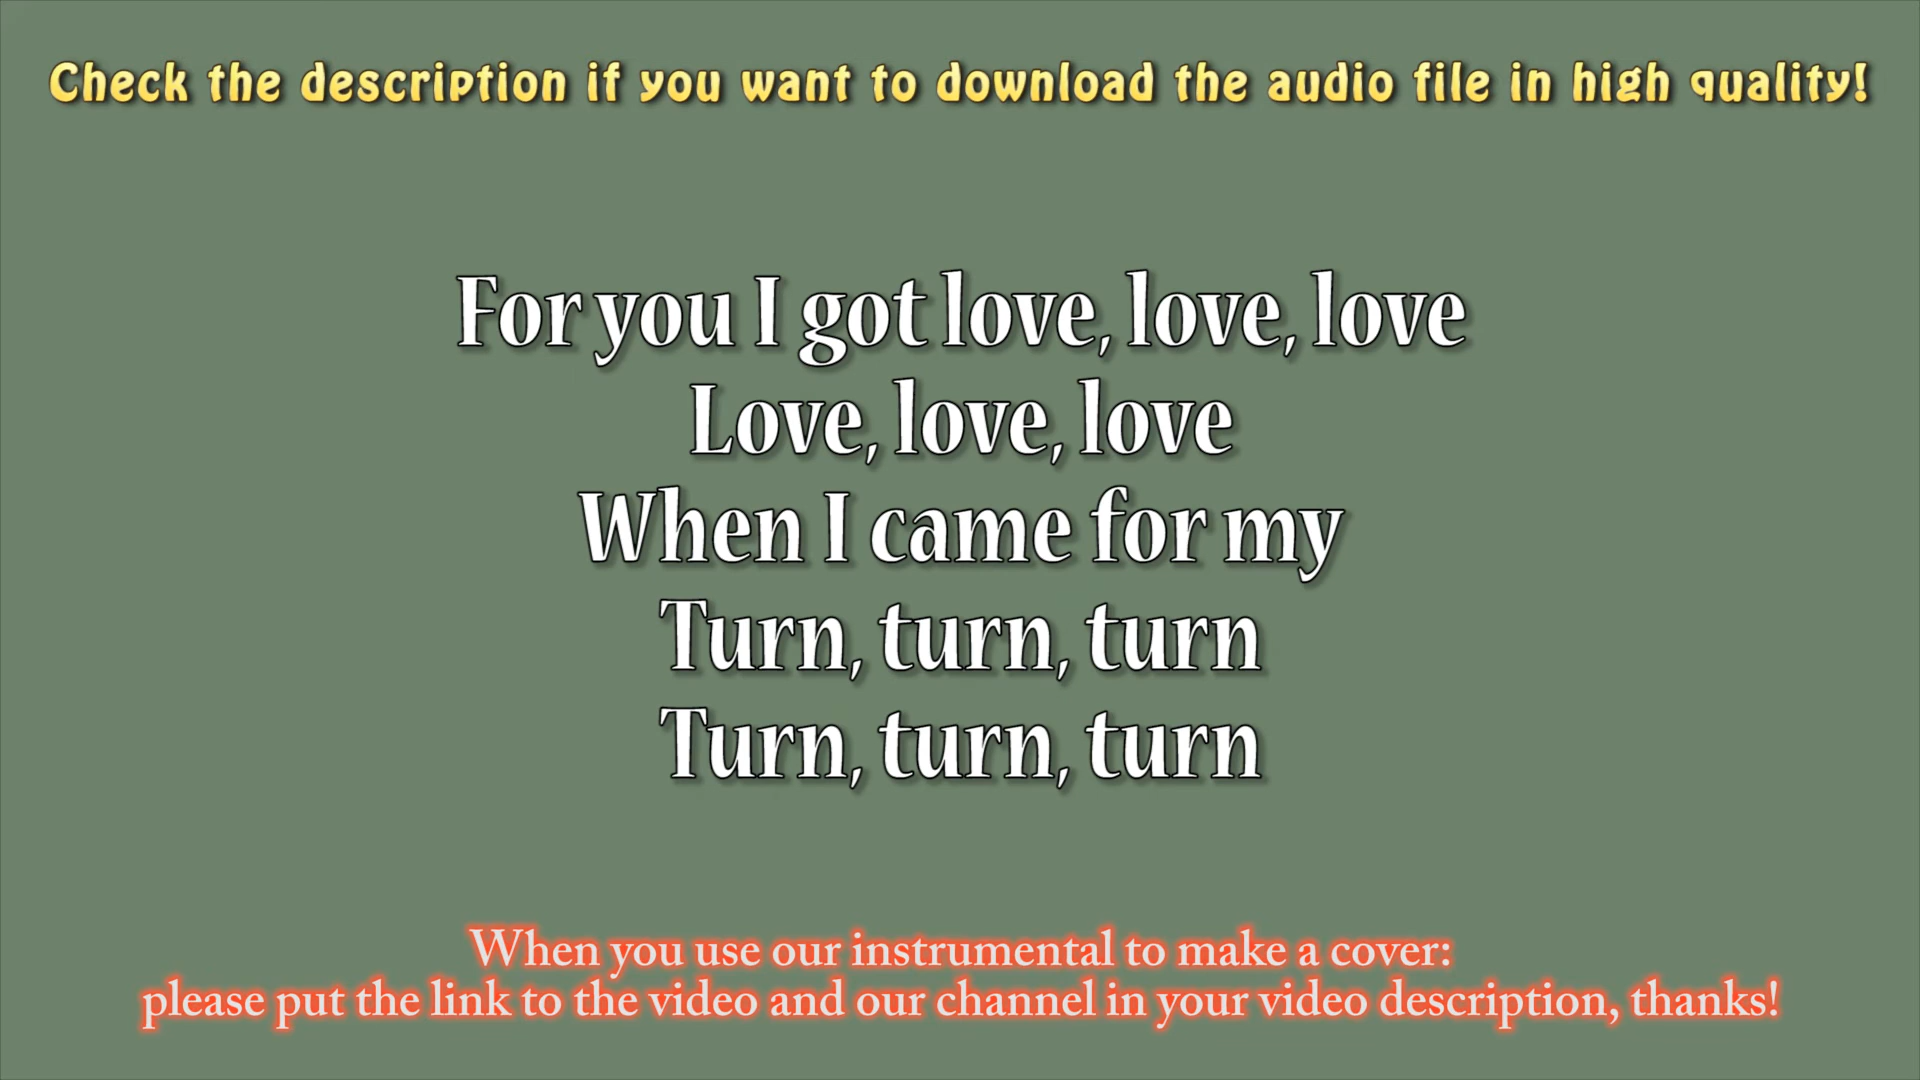 Check the description if you want to download the audio file in high quality!
For you I got love, love, love
Love, love, love
When I came for my
Turn, turn, turn
Turn, turn, turn
When you use our instrumental to make a cover:
please put the link to the video and our channel in your video description, thanks!